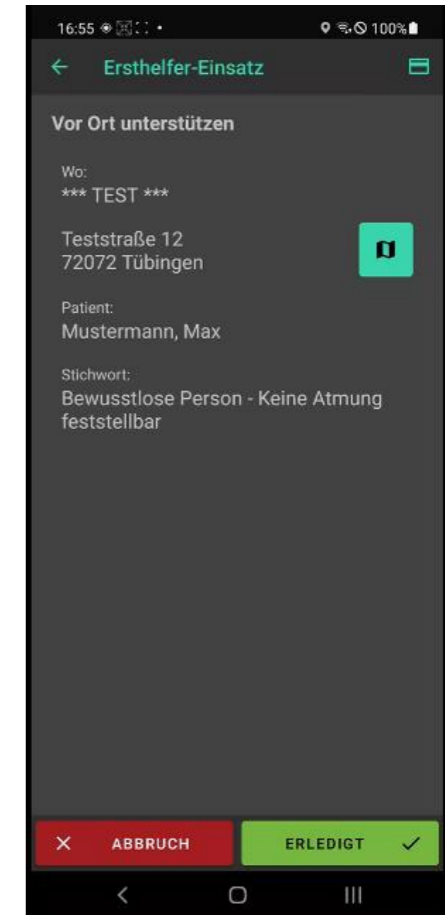 16:55 100%
Ersthelfer-Einsatz
Vor Ort unterstützen
Wo:
*** TEST ***
Teststraße 12
72072 Tübingen
Patient:
Mustermann, Max
Stichwort:
Bewusstlose Person - Keine Atmung
feststellbar
ABBRUCH ERLEDIGT